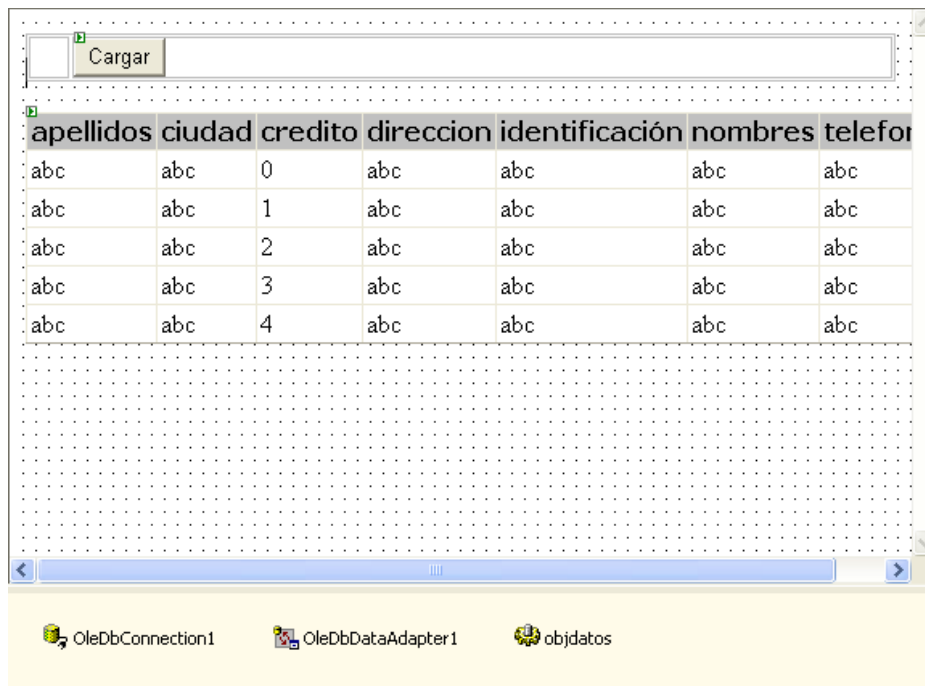 Cargar
apellidos ciudad credito direccion identificación nombres telefor
abc abc 0 abc abc abc abc
abc abc 1 abc abc abc abc
abc abc 2 abc abc abc abc
abc abc 3 abc abc abc abc
abc abc 4 abc abc abc abc
OleDbConnection1 OleDbDataAdapter1 objdatos